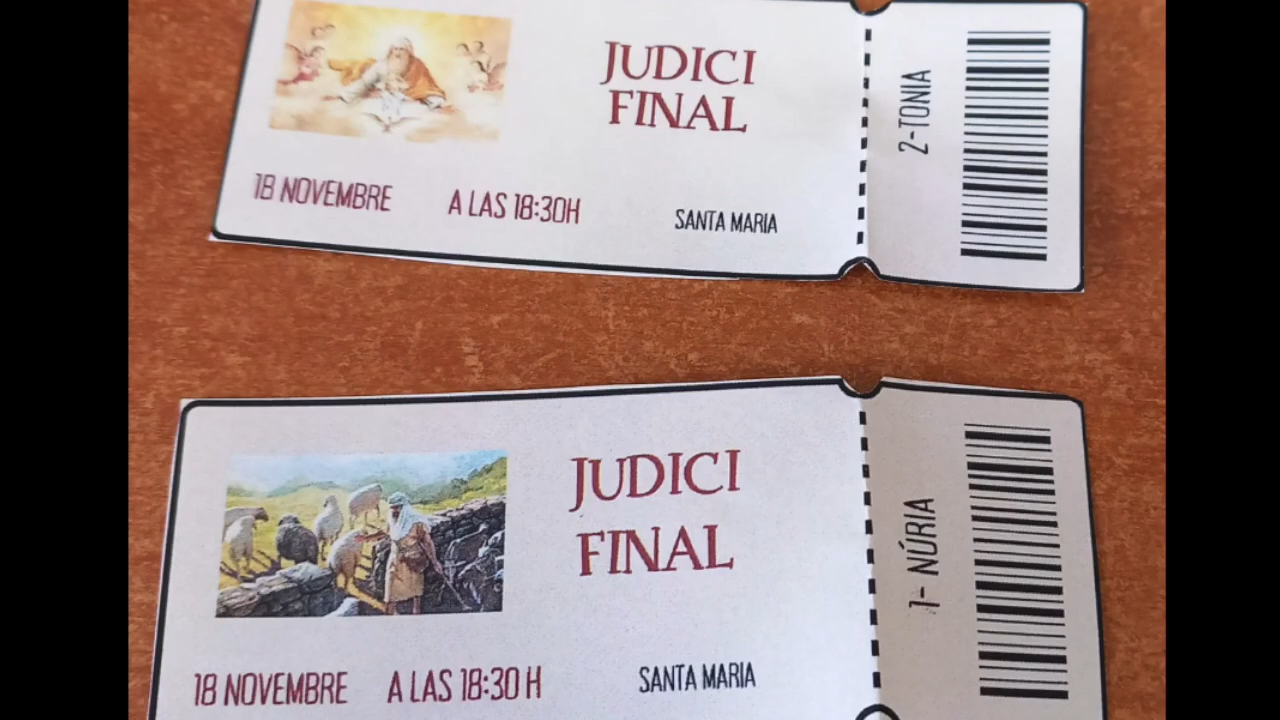 JUDICI
FINAL
18 NOVEMBRE
A LAS 18:30H
SANTA MARIA
2-TONIA
JUDICI
FINAL
18 NOVEMBRE
A LAS 18:30 H
SANTA MARIA
1- NÚRIA